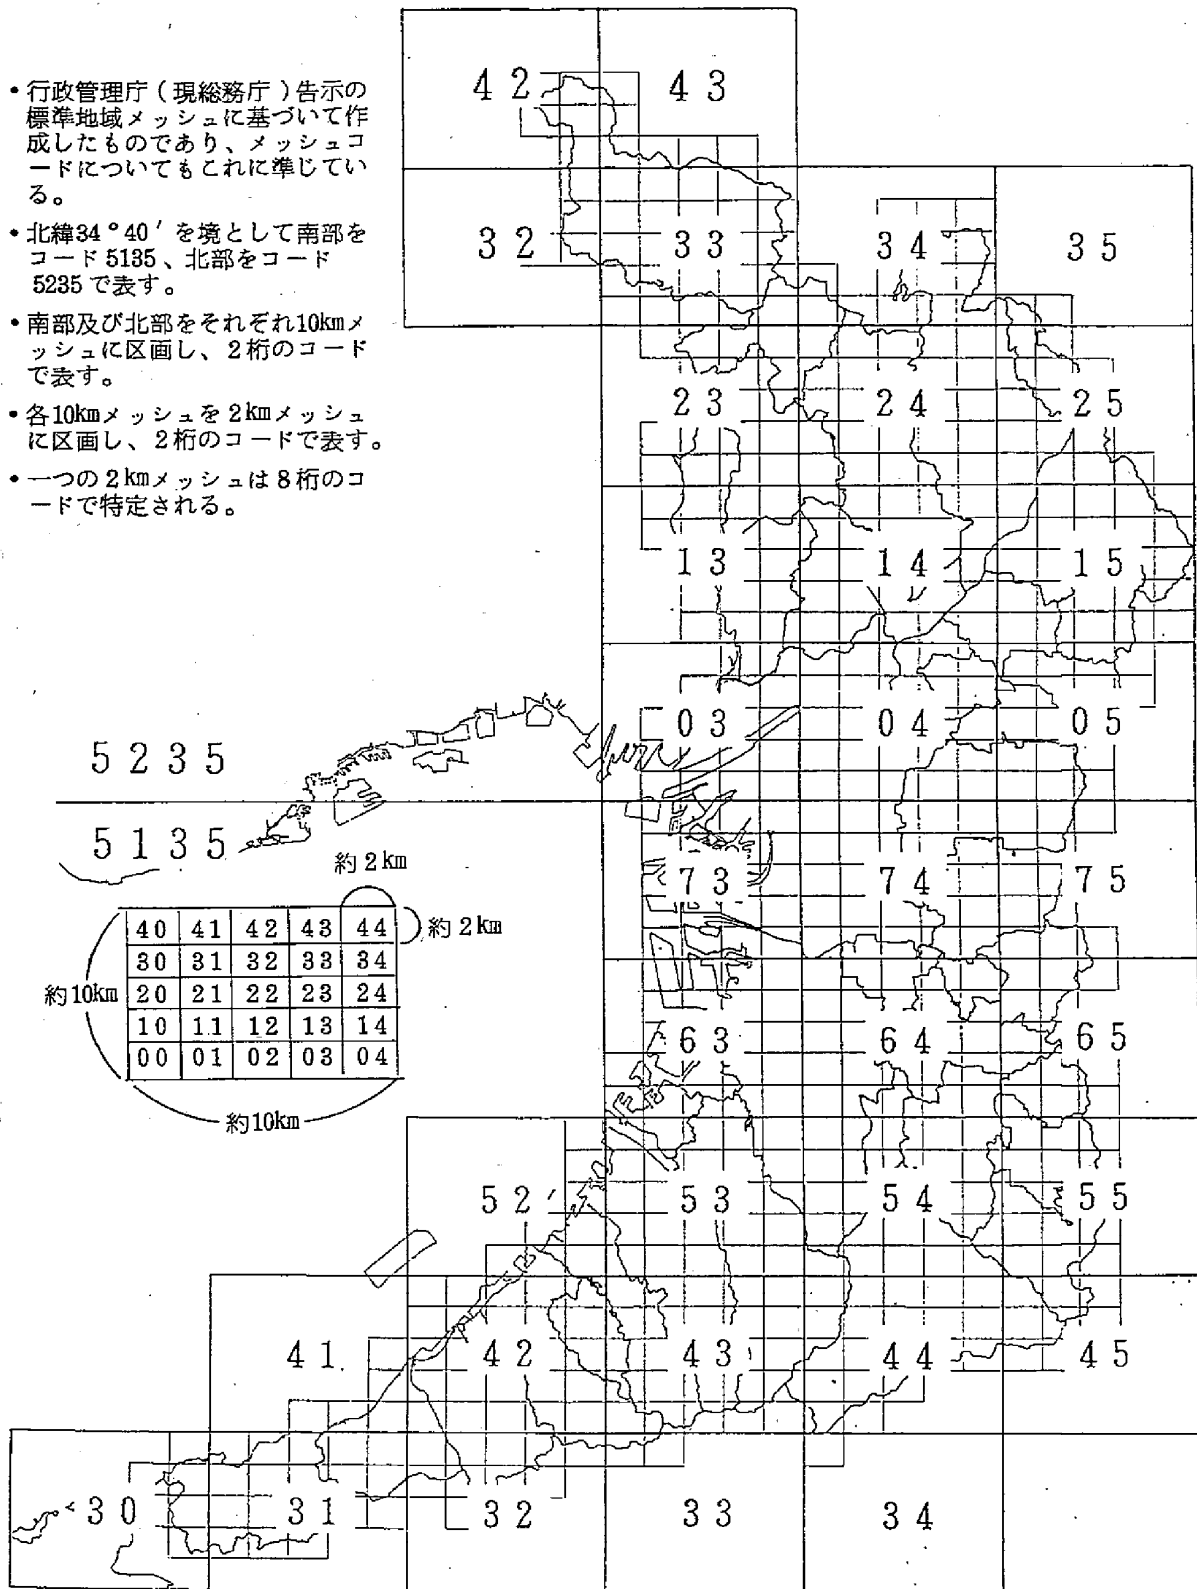 ・行政管理庁(現総務庁)告示の
標準地域メッシュに基づいて作
成したものであり、メッシュコ
ードについてもこれに準じてい
る。
・北緯34°40′を境として南部を
コード5135、北部をコード
5235で表す。
・南部及び北部をそれぞれ10kmメ
ッシュに区画し、2桁のコード
で表す。
・各10kmメッシュを2kmメッシュ
に区画し、2桁のコードで表す。
・一つの2kmメッシュは8桁のコ
ードで特定される。
42 43
32 33 34 35
23 24 25
13 14 15
03 04 05
5235
5135
73 74 75
約2km
40 41 42 43 44
約2km
30 31 32 33 34
約10km
20 21 22 23 24
10 11 12 13 14
00 01 02 03 04
約10km
63 64 65
52 53 54 55
41 42 43 44 45
30 31 32 33 34